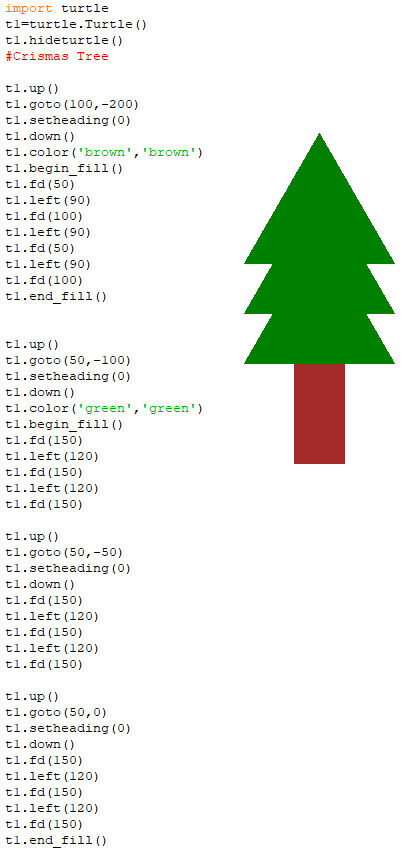 import turtle
t1=turtle.Turtle()
t1.hideturtle()
#Crismas Tree
t1.up()
t1.goto(100,-200)
t1.setheading(0)
t1.down()
t1.color('brown','brown')
t1.begin_fill()
t1.fd(50)
t1.left(90)
t1.fd(100)
t1.left(90)
t1.fd(50)
t1.left(90)
t1.fd(100)
t1.end_fill()
t1.up()
t1.goto(50,-100)
t1.setheading(0)
t1.down()
t1.color('green','green')
t1.begin_fill()
t1.fd(150)
t1.left(120)
t1.fd(150)
t1.left(120)
t1.fd(150)
t1.up()
t1.goto(50,-50)
t1.setheading(0)
t1.down()
t1.fd(150)
t1.left(120)
t1.fd(150)
t1.left(120)
t1.fd(150)
t1.up()
t1.goto(50,0)
t1.setheading(0)
t1.down()
t1.fd(150)
t1.left(120)
t1.fd(150)
t1.left(120)
t1.fd(150)
t1.end_fill()